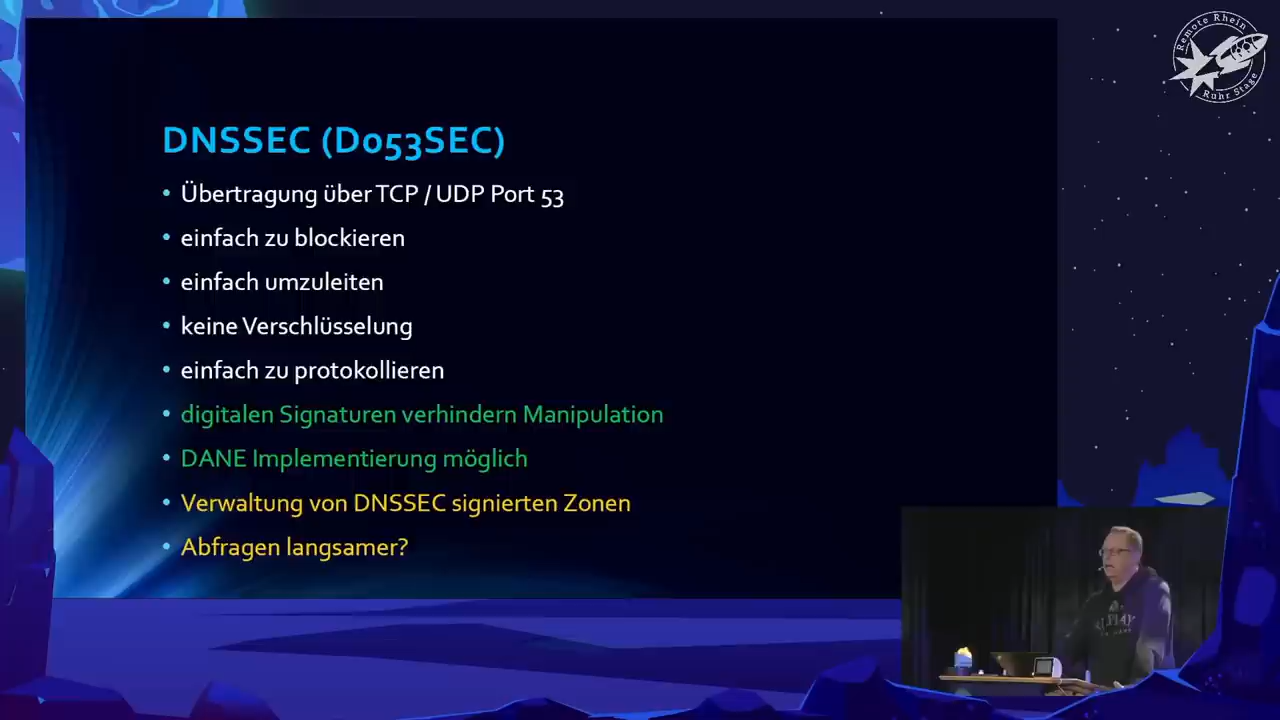 Remote Rhein
Ruhr Stage
DNSSEC (Do53SEC)
• Übertragung über TCP / UDP Port 53
• einfach zu blockieren
• einfach umzuleiten
• keine Verschlüsselung
• einfach zu protokollieren
• digitalen Signaturen verhindern Manipulation
• DANE Implementierung möglich
• Verwaltung von DNSSEC signierten Zonen
• Abfragen langsamer?